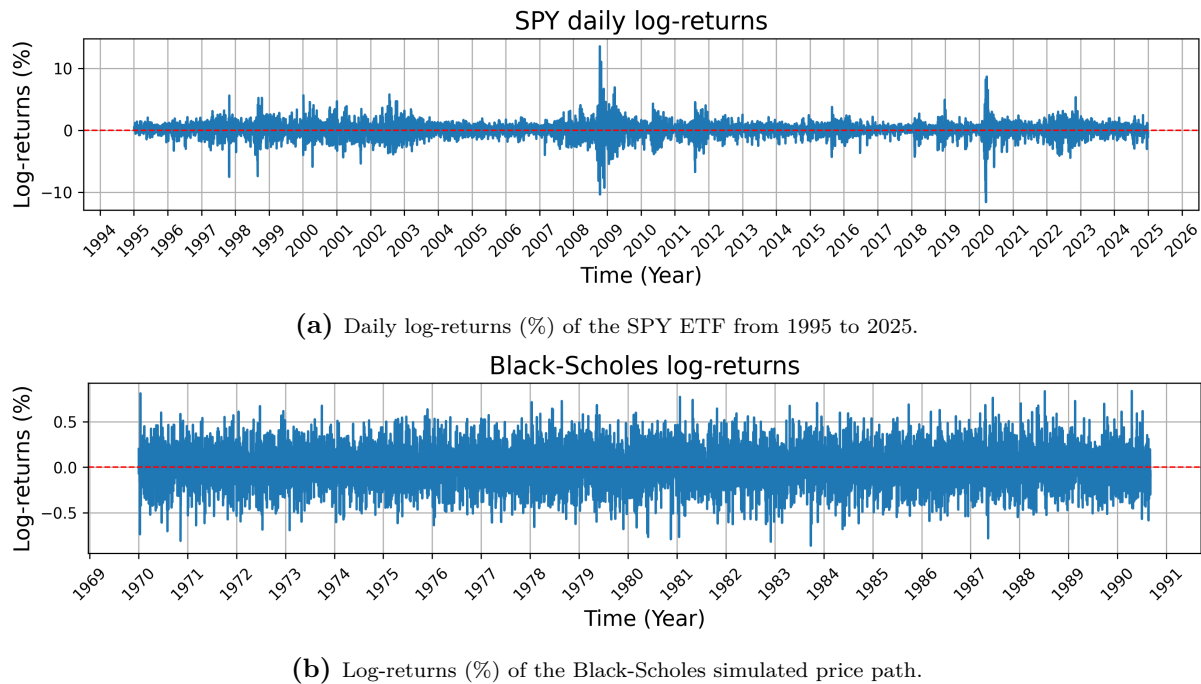 SPY daily log-returns
Log-returns (%)
10
0
−10
1994 1995 1996 1997 1998 1999 2000 2001 2002 2003 2004 2005 2006 2007 2008 2009 2010 2011 2012 2013 2014 2015 2016 2017 2018 2019 2020 2021 2022 2023 2024 2025 2026
Time (Year)
(a) Daily log-returns (%) of the SPY ETF from 1995 to 2025.
Black-Scholes log-returns
Log-returns (%)
0.5
0.0
−0.5
1969 1970 1971 1972 1973 1974 1975 1976 1977 1978 1979 1980 1981 1982 1983 1984 1985 1986 1987 1988 1989 1990 1991
Time (Year)
(b) Log-returns (%) of the Black-Scholes simulated price path.